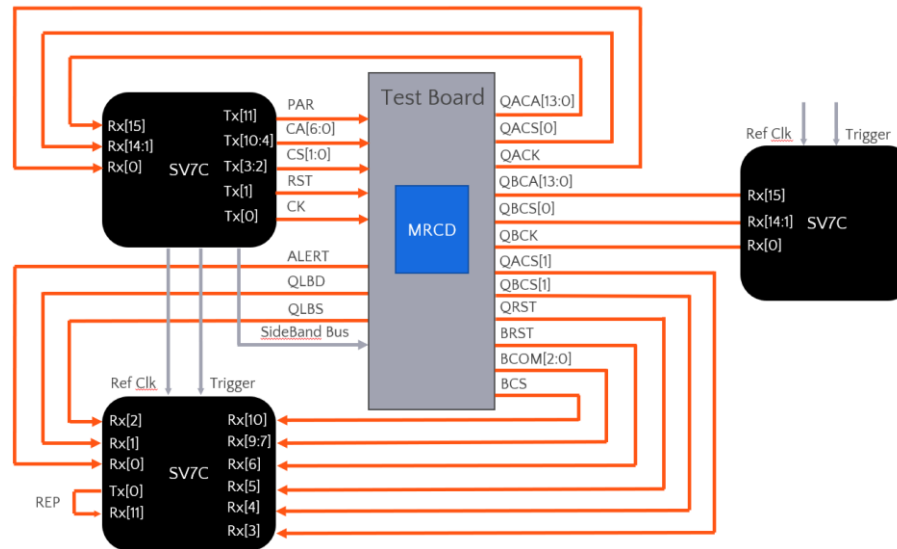 Test Board
MRCD
PAR
CA[6:0]
CS[1:0]
RST
CK
Rx[15]
Rx[14:1]
Rx[0]
SV7C
Tx[11]
Tx[10:4]
Tx[3:2]
Tx[1]
Tx[0]
ALERT
QLBD
QLBS
SideBand Bus
QACA[13:0]
QACS[0]
QACK
QBCA[13:0]
QBCS[0]
QBCK
QACS[1]
QBCS[1]
QRST
BRST
BCOM[2:0]
BCS
Ref Clk
Trigger
Rx[15]
Rx[14:1]
Rx[0]
SV7C
Ref Clk
Trigger
Rx[2]
Rx[1]
Rx[0]
Tx[0]
Rx[11]
REP
SV7C
Rx[10]
Rx[9:7]
Rx[6]
Rx[5]
Rx[4]
Rx[3]